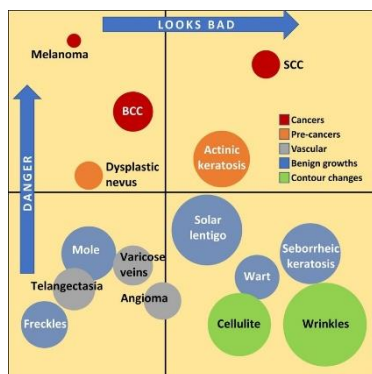 LOOKS BAD
Melanoma
SCC
BCC
Cancers
Pre-cancers
Vascular
Benign growths
Contour changes
Actinic
keratosis
Dysplastic
nevus
DANGER
Solar
lentigo
Mole
Varicose
veins
Seborrheic
keratosis
Wart
Telangectasia
Angioma
Freckles
Cellulite
Wrinkles